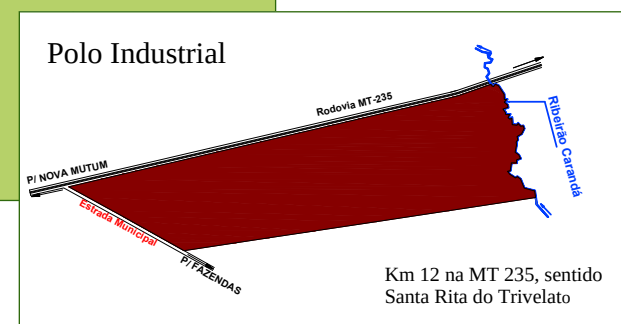 Polo Industrial
Rodovia MT-235
Ribeirão Carandá
P/ NOVA MUTUM
Estrada Municipal
P/ FAZENDAS
Km 12 na MT 235, sentido
Santa Rita do Trivelato